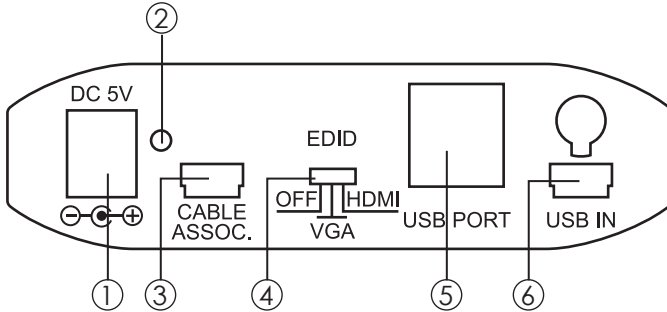 ②
DC 5V
EDID
OFF
HDMI
VGA
CABLE
ASSOC.
USB PORT
USB IN
①
③
④
⑤
⑥